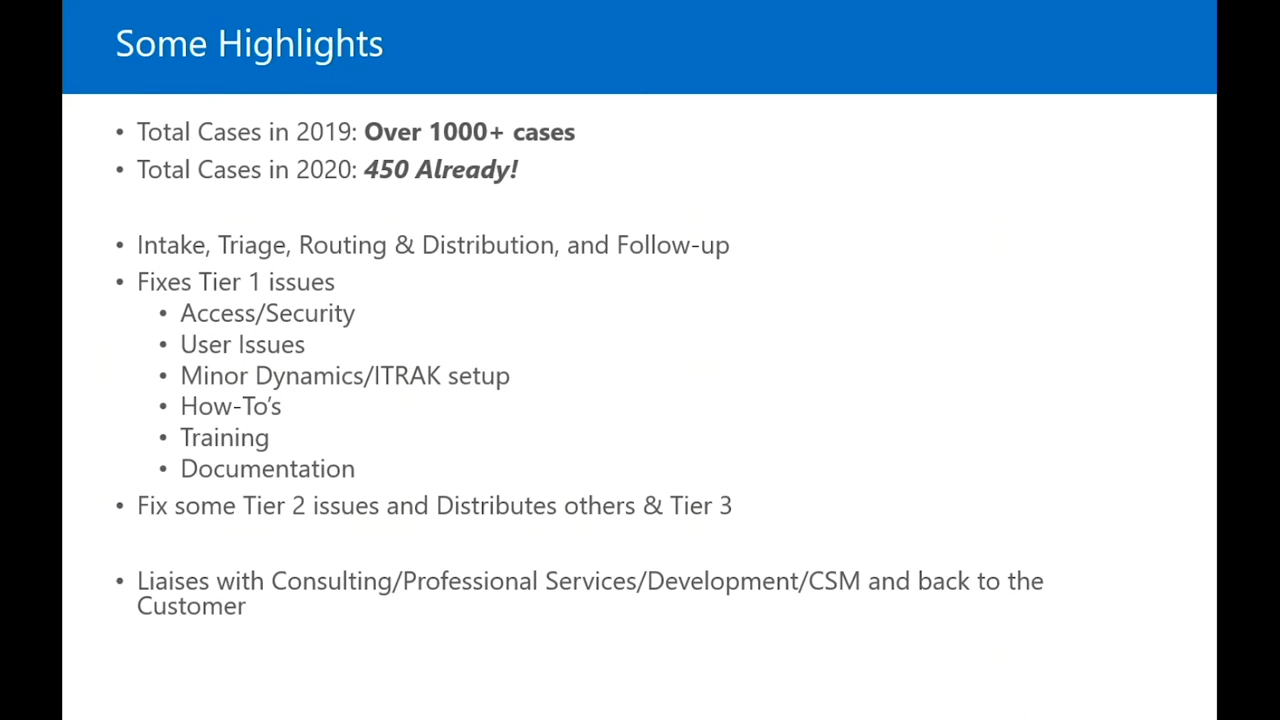 Some Highlights
• Total Cases in 2019: Over 1000+ cases
• Total Cases in 2020: 450 Already!
• Intake, Triage, Routing & Distribution, and Follow-up
• Fixes Tier 1 issues
• Access/Security
• User Issues
• Minor Dynamics/ITRAK setup
• How-To's
• Training
• Documentation
• Fix some Tier 2 issues and Distributes others & Tier 3
• Liaises with Consulting/Professional Services/Development/CSM and back to the
Customer